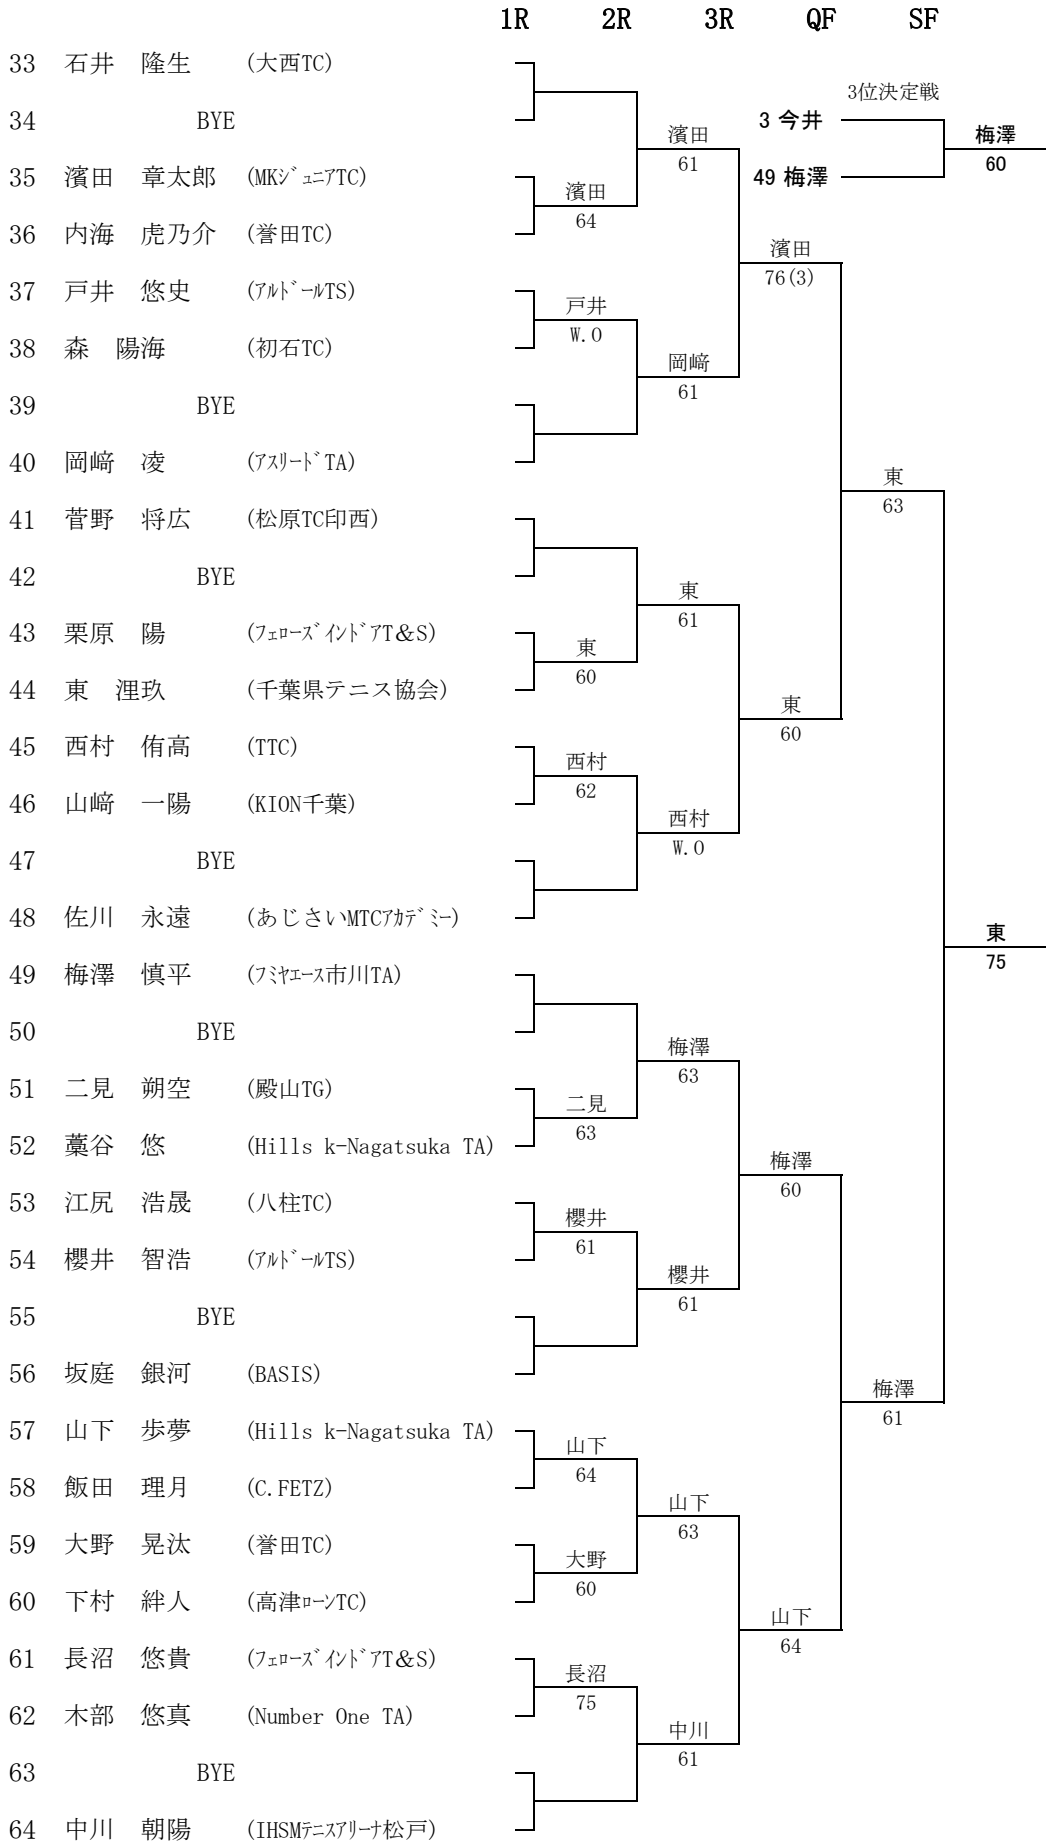 1R 2R 3R QF SF
33 石井 隆生 (大西TC)
3位決定戦
34 BYE
3 今井
濱田
61
梅澤
60
35 濱田 章太郎 (MKジュニアTC)
49 梅澤
濱田
64
36 内海 虎乃介 (誉田TC)
濱田
76(3)
37 戸井 悠史 (アルドールTS)
戸井
W.O
38 森 陽海 (初石TC)
岡﨑
61
39 BYE
40 岡﨑 凌 (アスリードTA)
東
63
41 菅野 将広 (松原TC印西)
42 BYE
東
61
43 栗原 陽 (フェローズインドアT&S)
東
60
44 東 浬玖 (千葉県テニス協会)
東
60
45 西村 侑高 (TTC)
西村
62
46 山﨑 一陽 (KION千葉)
西村
W.O
47 BYE
48 佐川 永遠 (あじさいMTCアカデミー)
東
75
49 梅澤 慎平 (フミヤエース市川TA)
50 BYE
梅澤
63
51 二見 朔空 (殿山TG)
二見
63
52 藁谷 悠 (Hills k-Nagatsuka TA)
梅澤
60
53 江尻 浩晟 (八柱TC)
櫻井
61
54 櫻井 智浩 (アルドールTS)
櫻井
61
55 BYE
56 坂庭 銀河 (BASIS)
梅澤
61
57 山下 歩夢 (Hills k-Nagatsuka TA)
山下
64
58 飯田 理月 (C.FETZ)
山下
63
59 大野 晃汰 (誉田TC)
大野
60
60 下村 絆人 (高津ローンTC)
山下
64
61 長沼 悠貴 (フェローズインドアT&S)
長沼
75
62 木部 悠真 (Number One TA)
中川
61
63 BYE
64 中川 朝陽 (IHSMテニスアリーナ松戸)